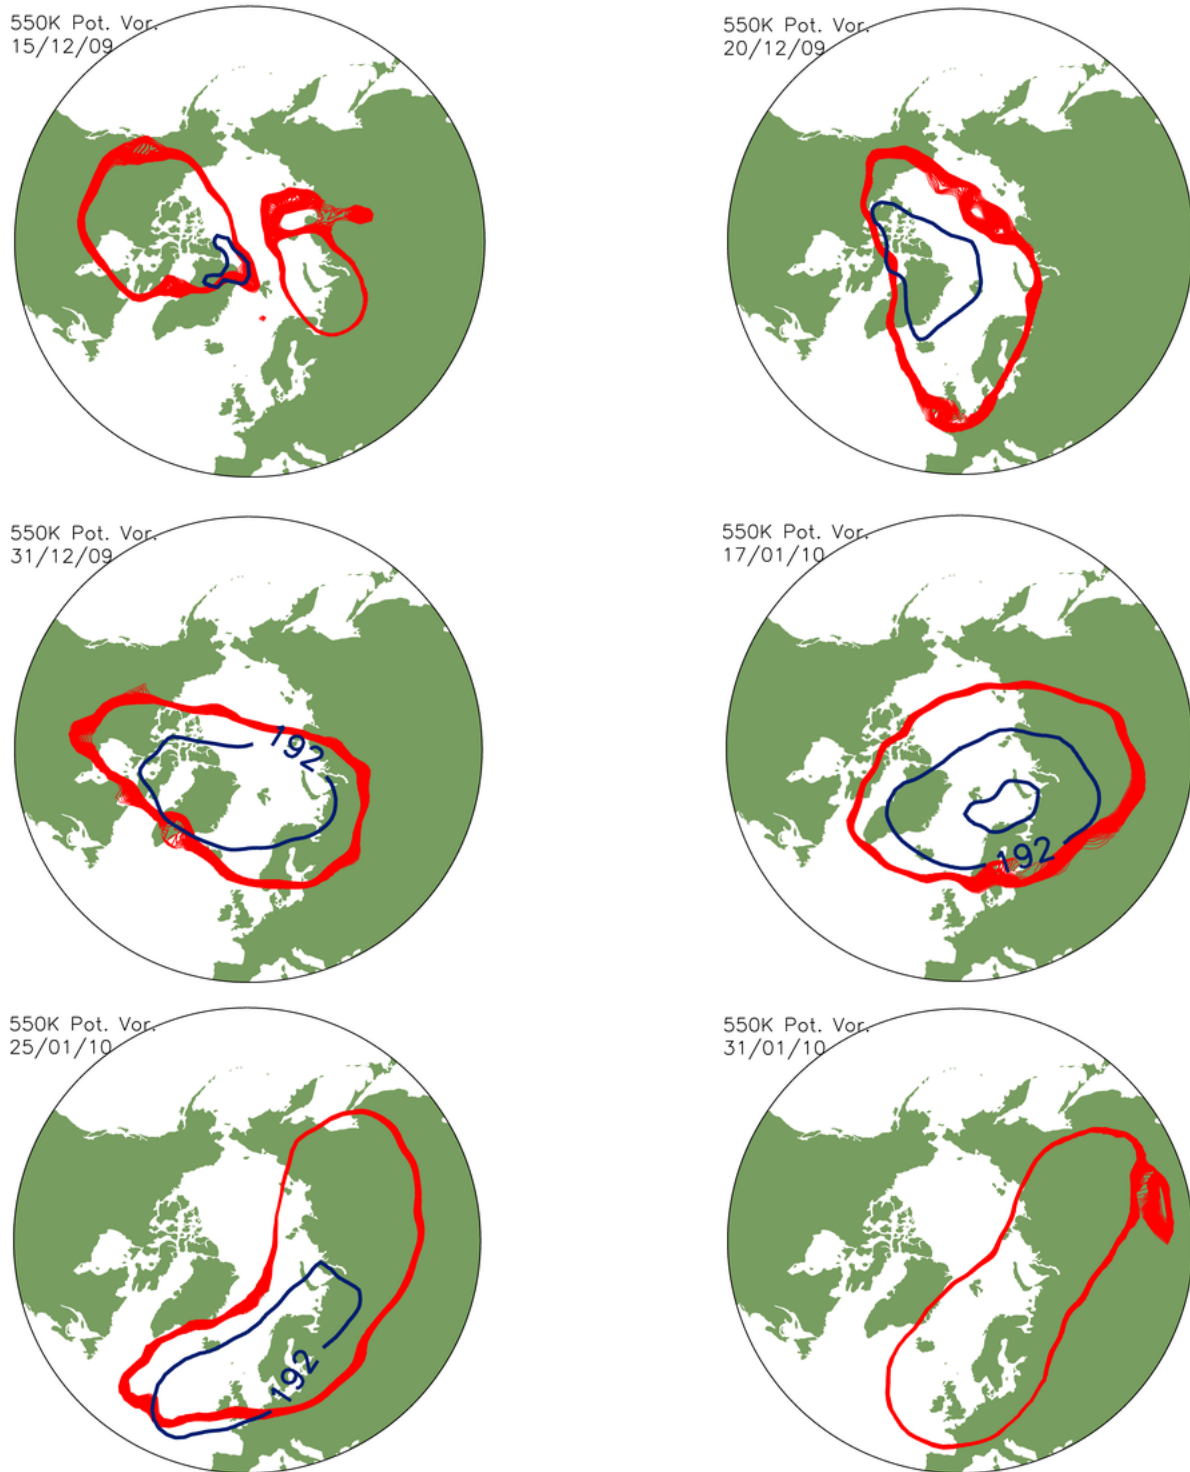 550K Pot. Vor.
15/12/09
550K Pot. Vor.
20/12/09
550K Pot. Vor.
31/12/09
192
550K Pot. Vor.
17/01/10
192
550K Pot. Vor.
25/01/10
192
550K Pot. Vor.
31/01/10